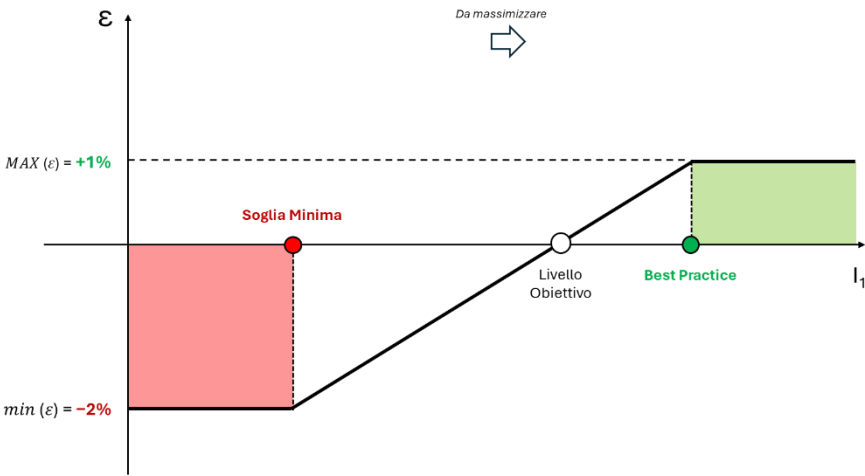 Da massimizzare
ε
MAX (ε) = +1%
Soglia Minima
Livello
Obiettivo
Best Practice
I₁
min (ε) = −2%